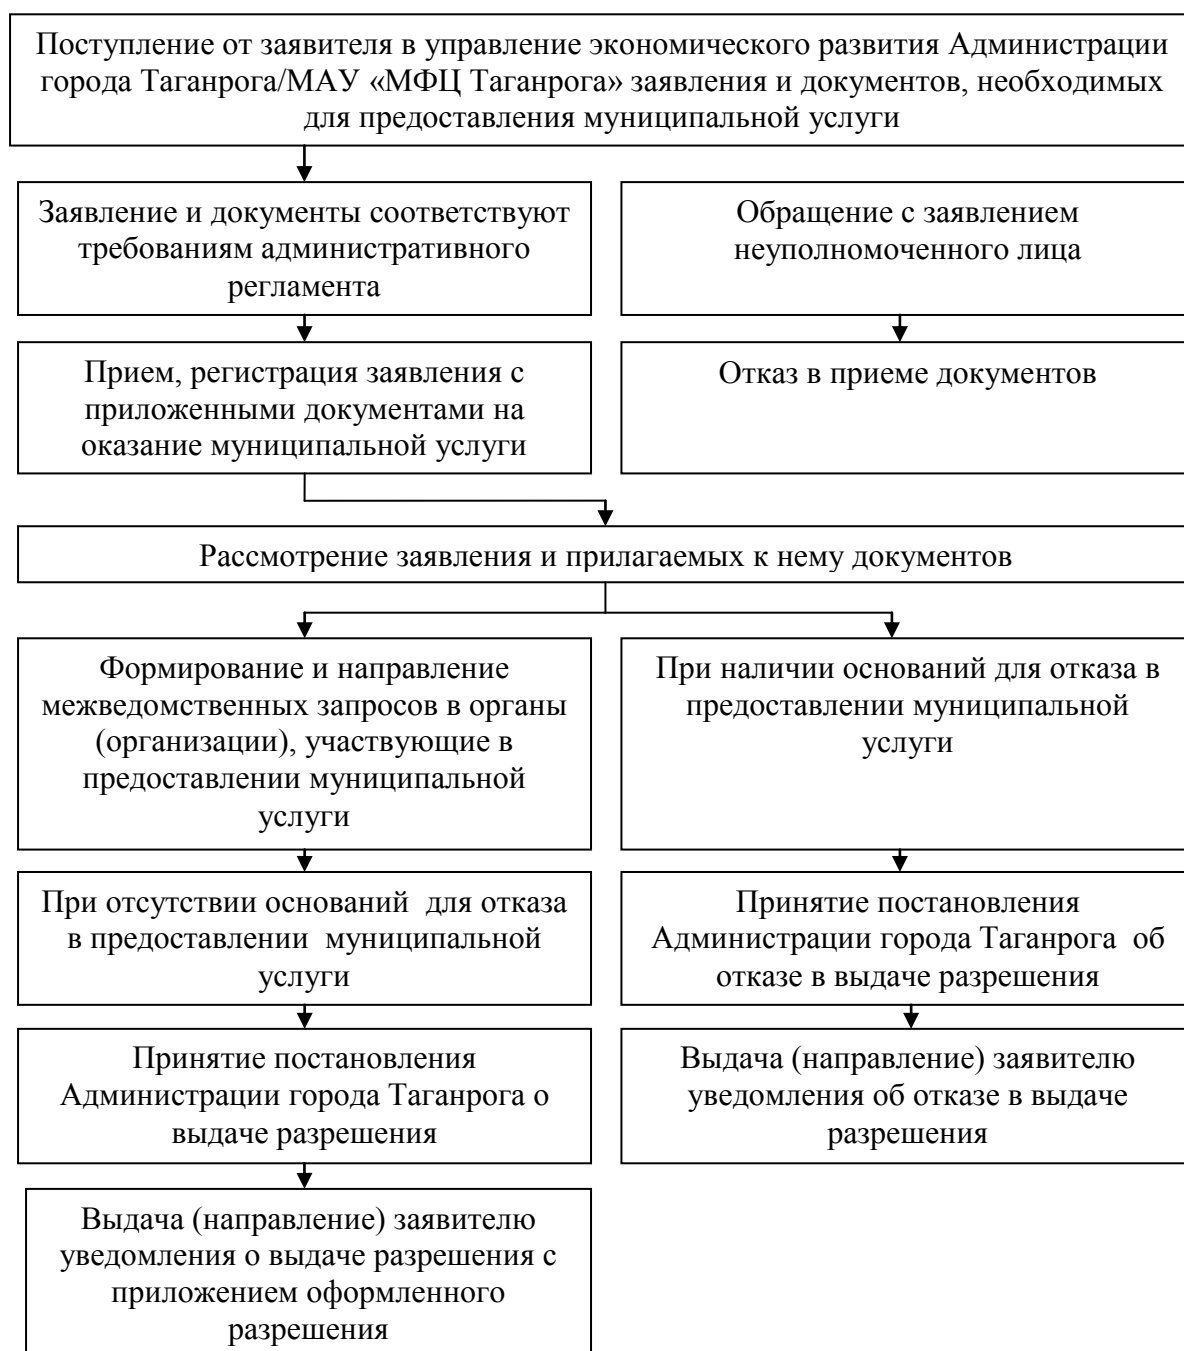 Поступление от заявителя в управление экономического развития Администрации
города Таганрога/МАУ «МФЦ Таганрога» заявления и документов, необходимых
для предоставления муниципальной услуги
Заявление и документы соответствуют
требованиям административного
регламента
Обращение с заявлением
неуполномоченного лица
Прием, регистрация заявления с
приложенными документами на
оказание муниципальной услуги
Отказ в приеме документов
Рассмотрение заявления и прилагаемых к нему документов
Формирование и направление
межведомственных запросов в органы
(организации), участвующие в
предоставлении муниципальной
услуги
При наличии оснований для отказа в
предоставлении муниципальной
услуги
При отсутствии оснований для отказа
в предоставлении муниципальной
услуги
Принятие постановления
Администрации города Таганрога об
отказе в выдаче разрешения
Принятие постановления
Администрации города Таганрога о
выдаче разрешения
Выдача (направление) заявителю
уведомления об отказе в выдаче
разрешения
Выдача (направление) заявителю
уведомления о выдаче разрешения с
приложением оформленного
разрешения